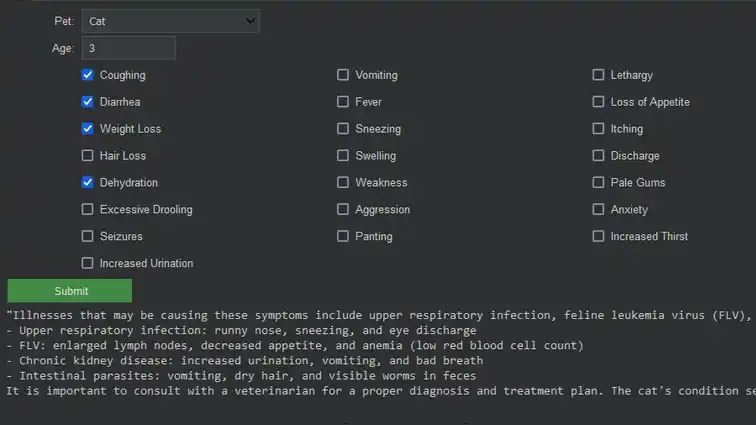 Pet: Cat
Age: 3
Coughing Vomiting Lethargy
Diarrhea Fever Loss of Appetite
Weight Loss Sneezing Itching
Hair Loss Swelling Discharge
Dehydration Weakness Pale Gums
Excessive Drooling Aggression Anxiety
Seizures Panting Increased Thirst
Increased Urination
Submit
"Illnesses that may be causing these symptoms include upper respiratory infection, feline leukemia virus (FLV),
- Upper respiratory infection: runny nose, sneezing, and eye discharge
- FLV: enlarged lymph nodes, decreased appetite, and anemia (low red blood cell count)
- Chronic kidney disease: increased urination, vomiting, and bad breath
- Intestinal parasites: vomiting, dry hair, and visible worms in feces
It is important to consult with a veterinarian for a proper diagnosis and treatment plan. The cat's condition se